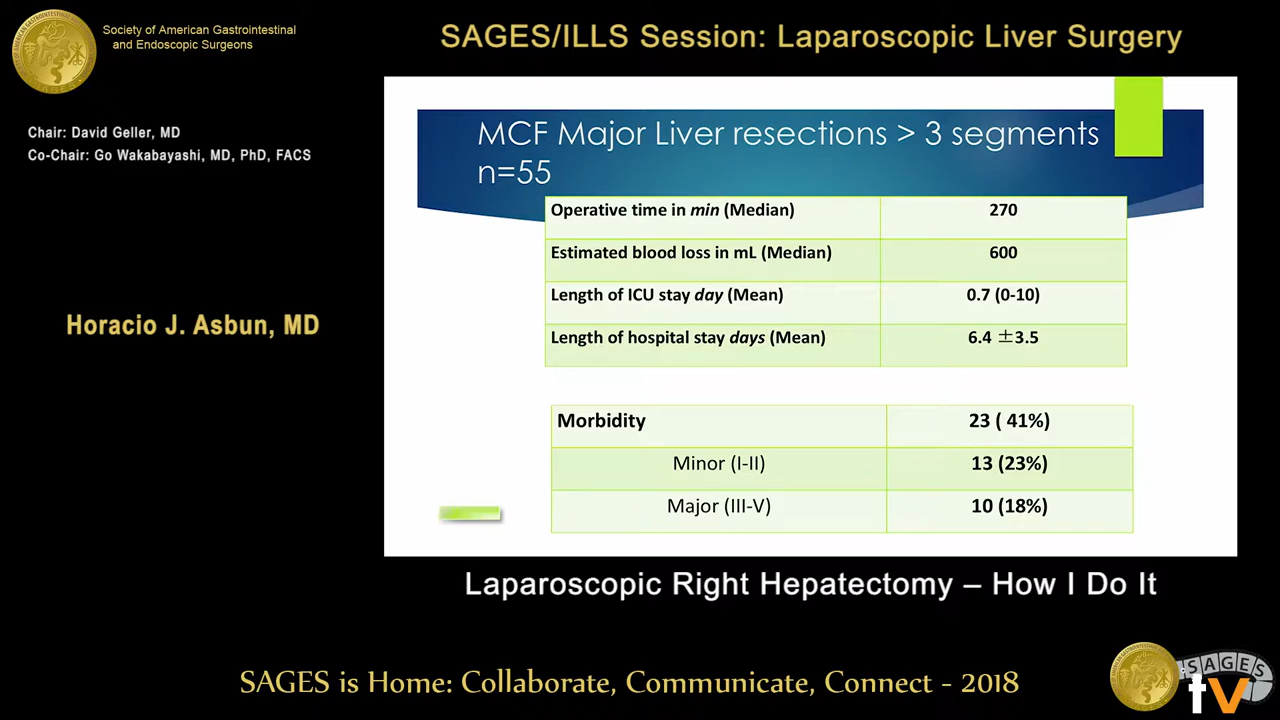 Society of American Gastrointestinal
and Endoscopic Surgeons
SAGES/ILLS Session: Laparoscopic Liver Surgery
Chair: David Geller, MD
Co-Chair: Go Wakabayashi, MD, PhD, FACS
Horacio J. Asbun, MD
MCF Major Liver resections > 3 segments
n=55
Operative time in min (Median) 270
Estimated blood loss in mL (Median) 600
Length of ICU stay day (Mean) 0.7 (0-10)
Length of hospital stay days (Mean) 6.4 ±3.5
Morbidity 23 ( 41%)
Minor (I-II) 13 (23%)
Major (III-V) 10 (18%)
Laparoscopic Right Hepatectomy – How I Do It
SAGES is Home: Collaborate, Communicate, Connect - 2018
SAGES
tv